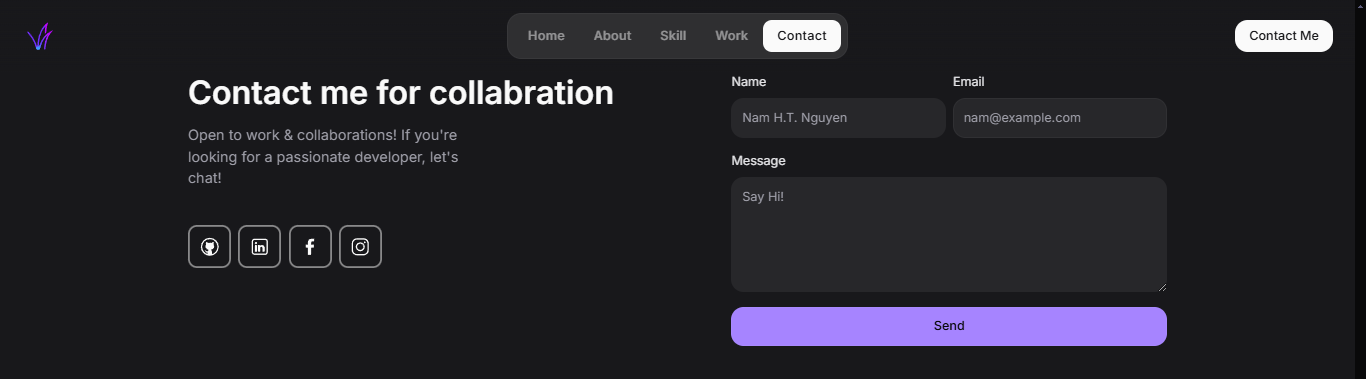 Home About Skill Work Contact
Contact Me
Contact me for collabration
Open to work & collaborations! If you're
looking for a passionate developer, let's
chat!
Name
Nam H.T. Nguyen
Email
nam@example.com
Message
Say Hi!
Send